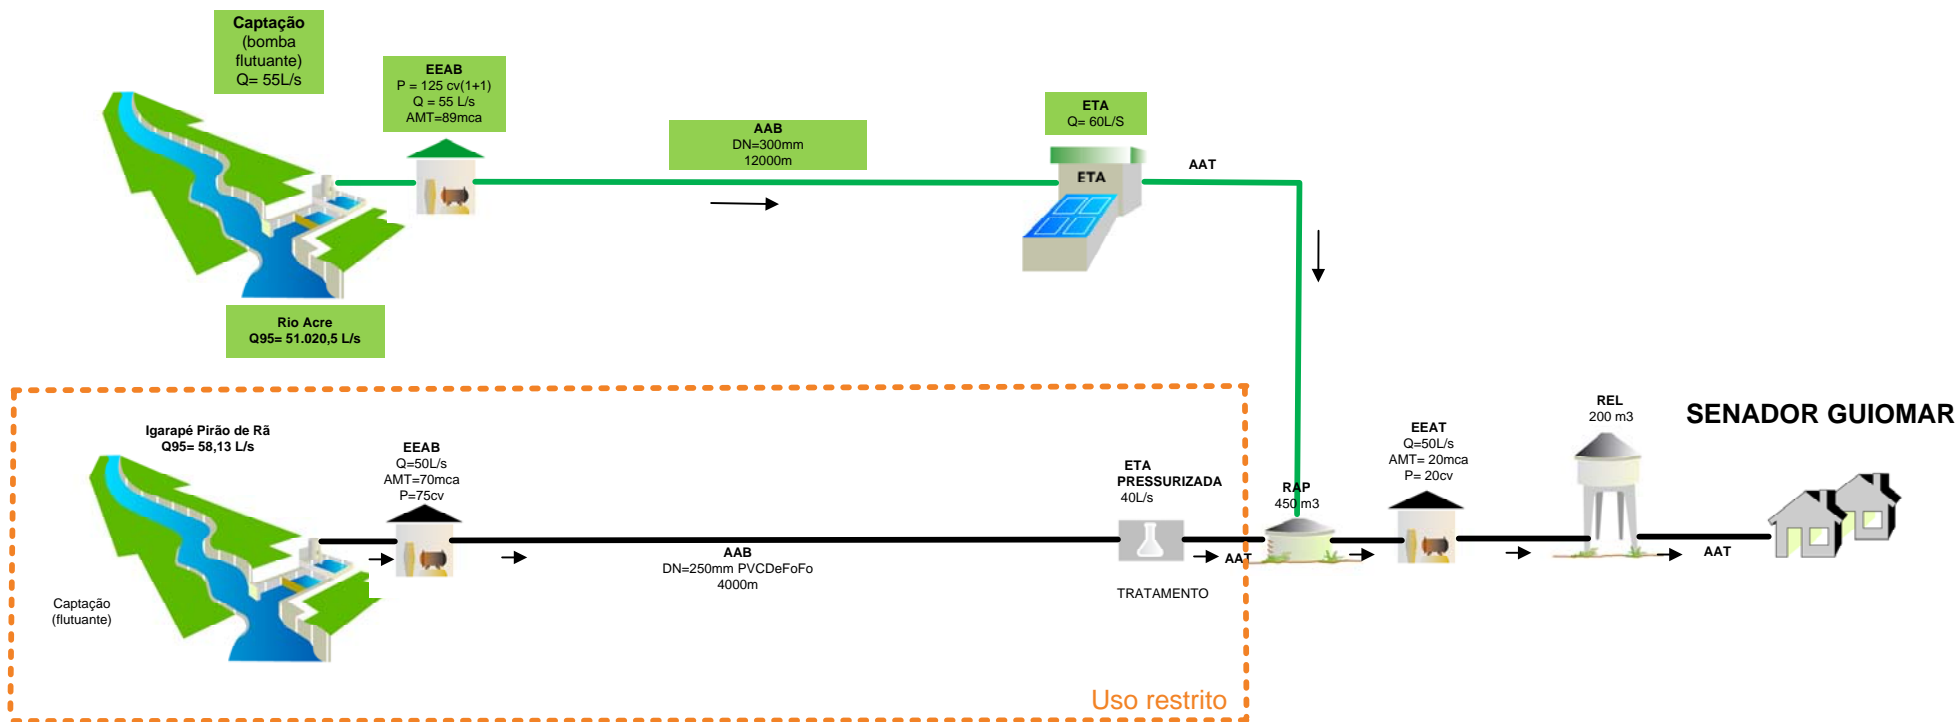 Captação
(bomba
flutuante)
Q= 55L/s
EEAB
P = 125 cv(1+1)
Q = 55 L/s
AMT=89mca
AAB
DN=300mm
12000m
ETA
Q= 60L/S
ETA
AAT
Rio Acre
Q95= 51.020,5 L/s
Igarapé Pirão de Rã
Q95= 58,13 L/s
Captação
(flutuante)
EEAB
Q=50L/s
AMT=70mca
P=75cv
AAB
DN=250mm PVCDeFoFo
4000m
ETA
PRESSURIZADA
40L/s
TRATAMENTO
AAT
RAP
450 m3
EEAT
Q=50L/s
AMT= 20mca
P= 20cv
REL
200 m3
AAT
SENADOR GUIOMAR
Uso restrito